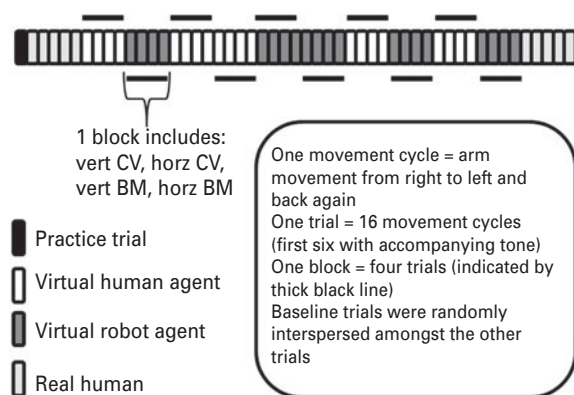 1 block includes:
vert CV, horz CV,
vert BM, horz BM
Practice trial
Virtual human agent
Virtual robot agent
Real human
One movement cycle = arm
movement from right to left and
back again
One trial = 16 movement cycles
(first six with accompanying tone)
One block = four trials (indicated by
thick black line)
Baseline trials were randomly
interspersed amongst the other
trials